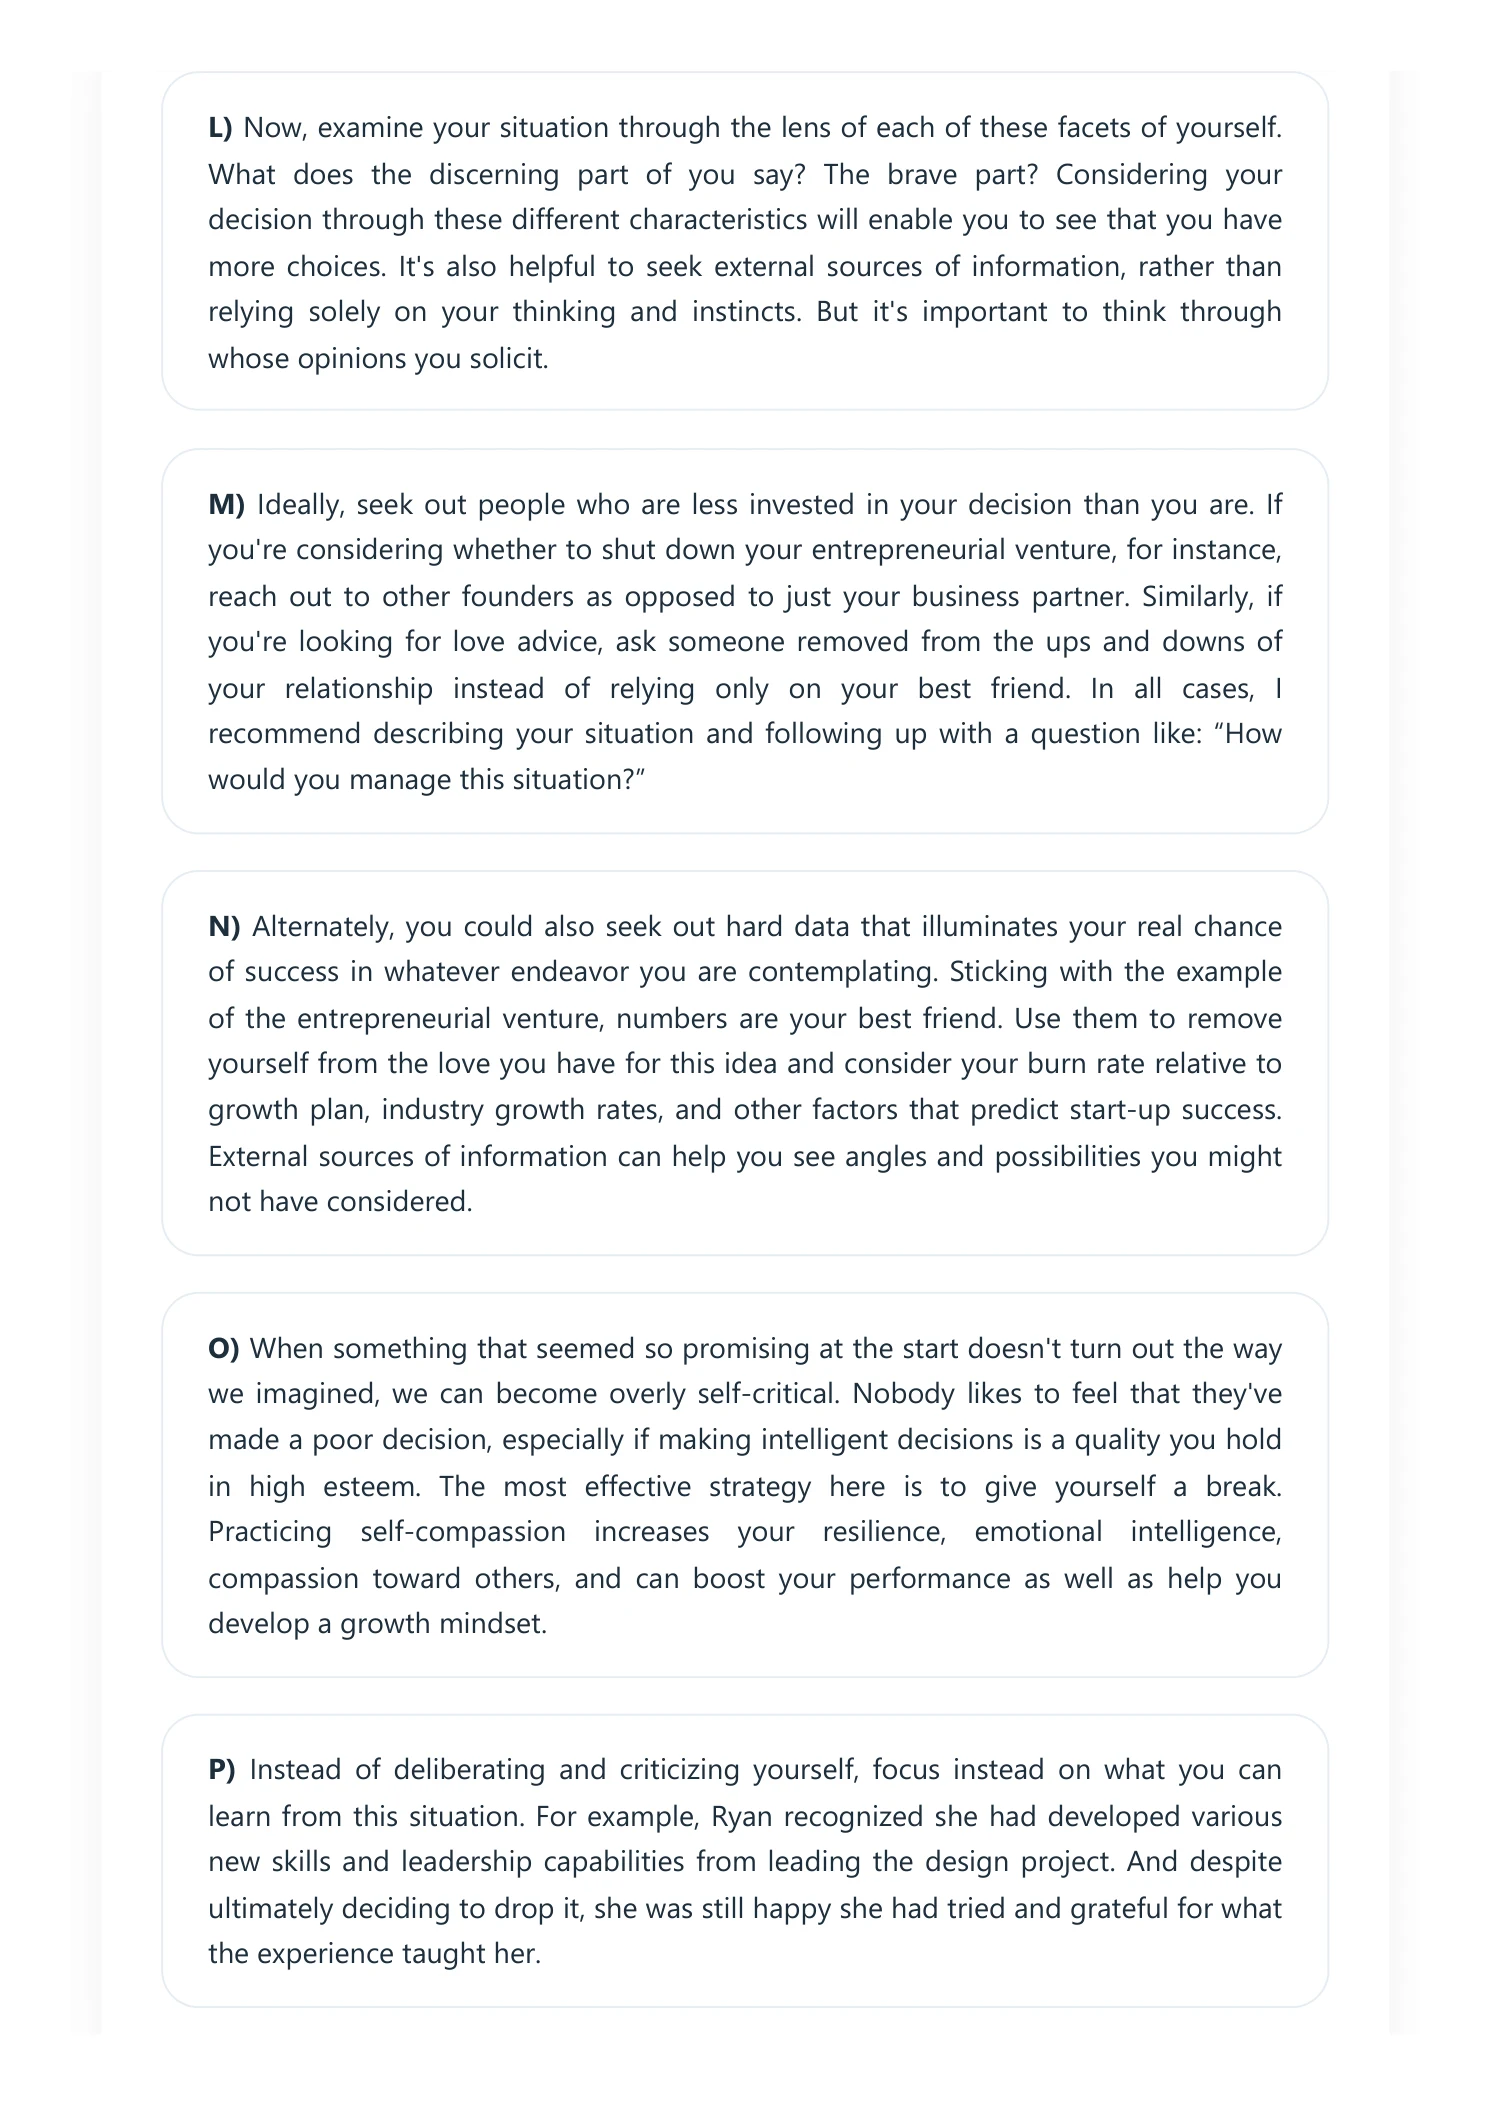 L) Now, examine your situation through the lens of each of these facets of yourself.
What does the discerning part of you say? The brave part? Considering your
decision through these different characteristics will enable you to see that you have
more choices. It's also helpful to seek external sources of information, rather than
relying solely on your thinking and instincts. But it's important to think through
whose opinions you solicit.
M) Ideally, seek out people who are less invested in your decision than you are. If
you're considering whether to shut down your entrepreneurial venture, for instance,
reach out to other founders as opposed to just your business partner. Similarly, if
you're looking for love advice, ask someone removed from the ups and downs of
your relationship instead of relying only on your best friend. In all cases, I
recommend describing your situation and following up with a question like: “How
would you manage this situation?”
N) Alternately, you could also seek out hard data that illuminates your real chance
of success in whatever endeavor you are contemplating. Sticking with the example
of the entrepreneurial venture, numbers are your best friend. Use them to remove
yourself from the love you have for this idea and consider your burn rate relative to
growth plan, industry growth rates, and other factors that predict start-up success.
External sources of information can help you see angles and possibilities you might
not have considered.
O) When something that seemed so promising at the start doesn't turn out the way
we imagined, we can become overly self-critical. Nobody likes to feel that they've
made a poor decision, especially if making intelligent decisions is a quality you hold
in high esteem. The most effective strategy here is to give yourself a break.
Practicing self-compassion increases your resilience, emotional intelligence,
compassion toward others, and can boost your performance as well as help you
develop a growth mindset.
P) Instead of deliberating and criticizing yourself, focus instead on what you can
learn from this situation. For example, Ryan recognized she had developed various
new skills and leadership capabilities from leading the design project. And despite
ultimately deciding to drop it, she was still happy she had tried and grateful for what
the experience taught her.